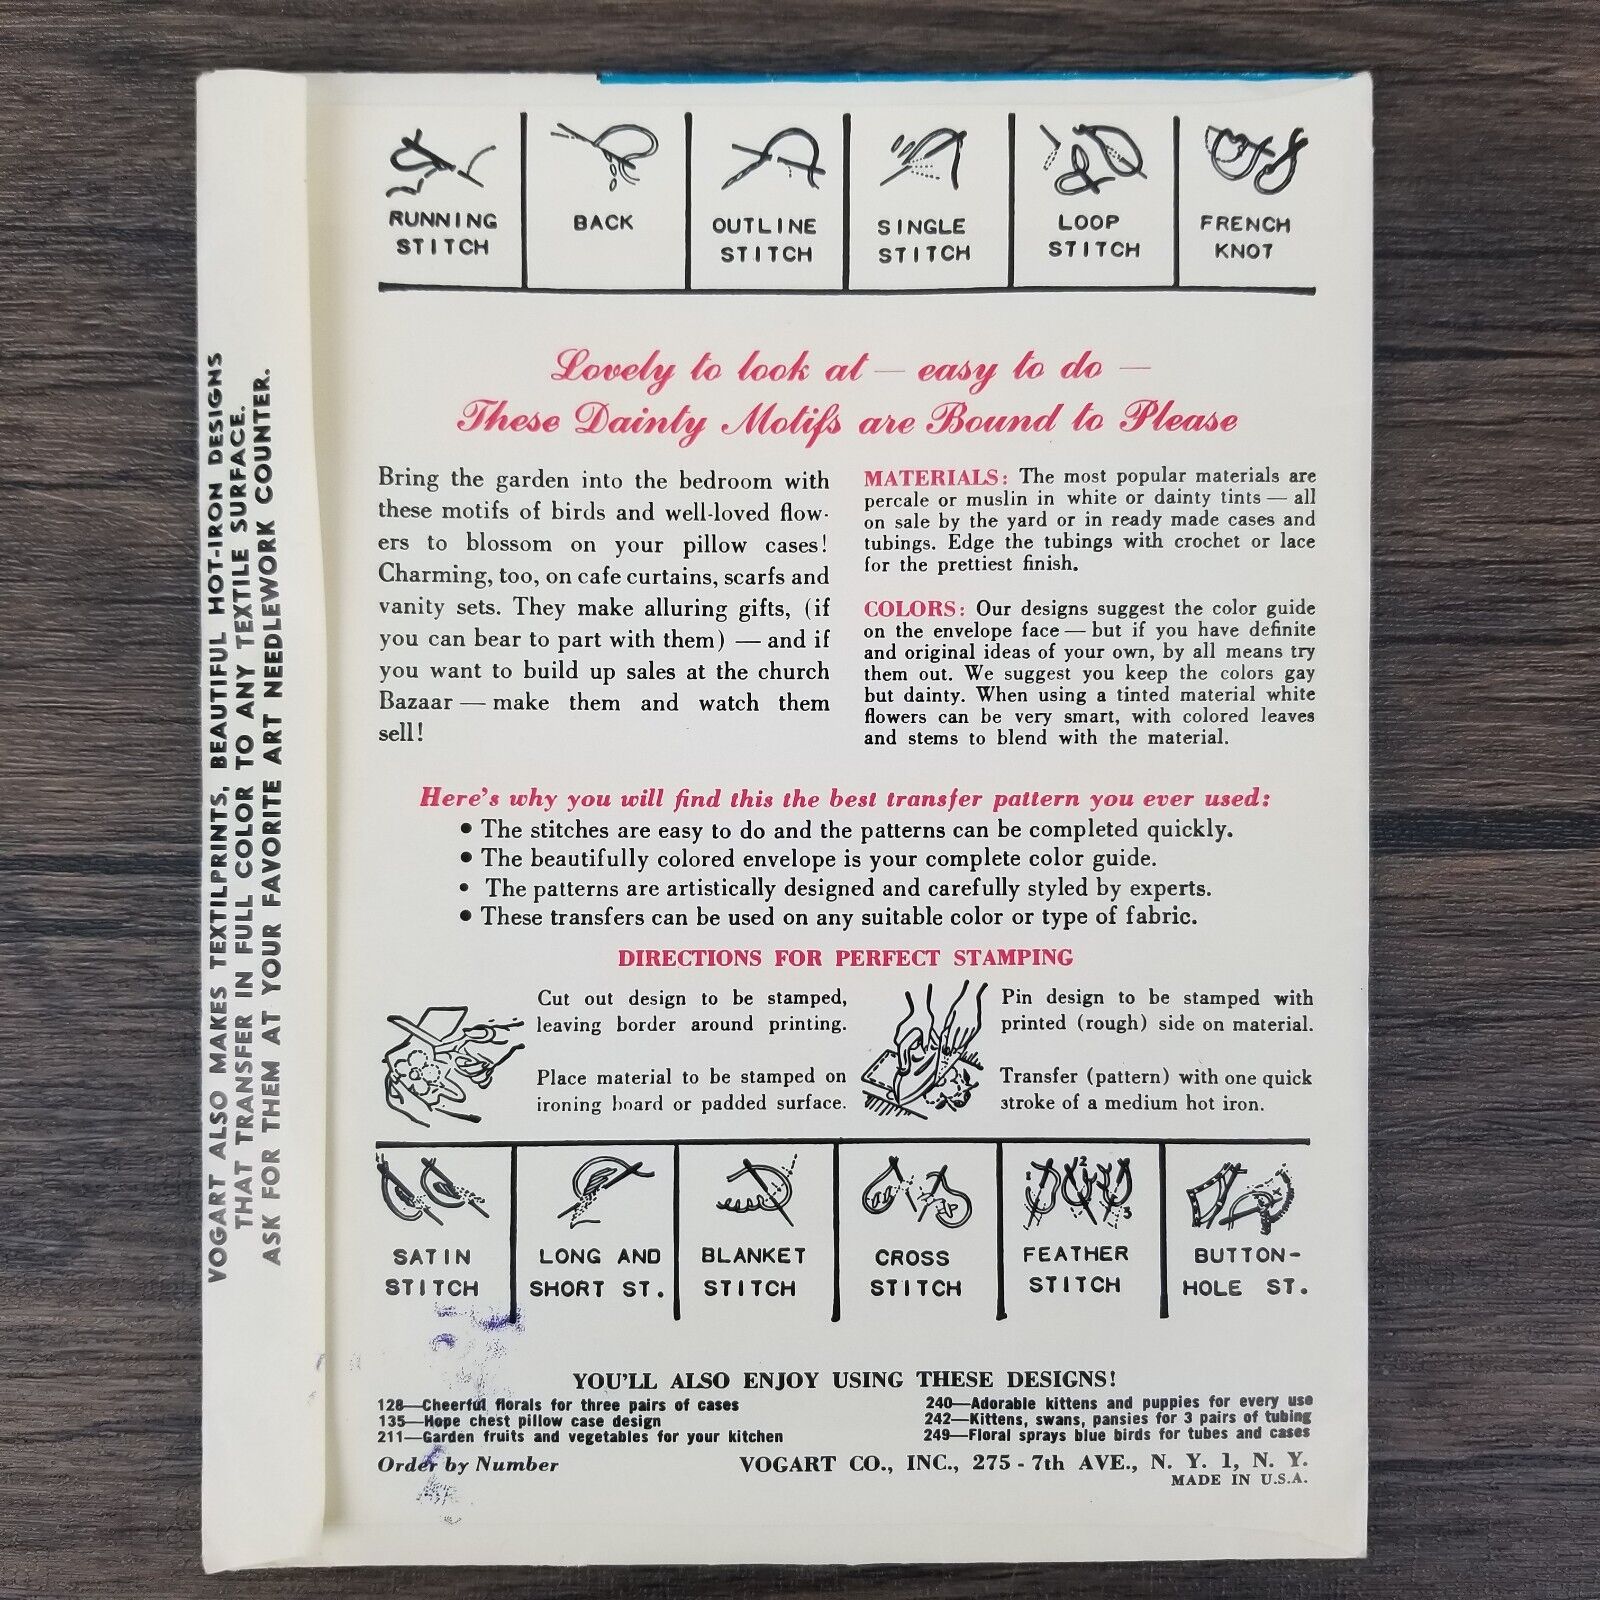 VOGART ALSO MAKES TEXTILPRINTS, BEAUTIFUL HOT-IRON DESIGNS
THAT TRANSFER IN FULL COLOR TO ANY TEXTILE SURFACE.
ASK FOR THEM AT YOUR FAVORITE ART NEEDLEWORK COUNTER.
RUNNING
STITCH
BACK
OUTLINE
STITCH
SINGLE
STITCH
LOOP
STITCH
FRENCH
KNOT
Lovely to look at — easy to do —
These Dainty Motifs are Bound to Please
Bring the garden into the bedroom with
these motifs of birds and well-loved flow-
ers to blossom on your pillow cases!
Charming, too, on cafe curtains, scarfs and
vanity sets. They make alluring gifts, (if
you can bear to part with them) — and if
you want to build up sales at the church
Bazaar — make them and watch them
sell!
MATERIALS: The most popular materials are
percale or muslin in white or dainty tints — all
on sale by the yard or in ready made cases and
tubings. Edge the tubings with crochet or lace
for the prettiest finish.
COLORS: Our designs suggest the color guide
on the envelope face — but if you have definite
and original ideas of your own, by all means try
them out. We suggest you keep the colors gay
but dainty. When using a tinted material white
flowers can be very smart, with colored leaves
and stems to blend with the material.
Here's why you will find this the best transfer pattern you ever used:
• The stitches are easy to do and the patterns can be completed quickly.
• The beautifully colored envelope is your complete color guide.
• The patterns are artistically designed and carefully styled by experts.
• These transfers can be used on any suitable color or type of fabric.
DIRECTIONS FOR PERFECT STAMPING
Cut out design to be stamped,
leaving border around printing.
Place material to be stamped on
ironing board or padded surface.
Pin design to be stamped with
printed (rough) side on material.
Transfer (pattern) with one quick
stroke of a medium hot iron.
SATIN
STITCH
LONG AND
SHORT ST.
BLANKET
STITCH
CROSS
STITCH
1 2 3
FEATHER
STITCH
BUTTON-
HOLE ST.
YOU'LL ALSO ENJOY USING THESE DESIGNS!
128—Cheerful florals for three pairs of cases
135—Hope chest pillow case design
211—Garden fruits and vegetables for your kitchen
240—Adorable kittens and puppies for every use
242—Kittens, swans, pansies for 3 pairs of tubing
249—Floral sprays blue birds for tubes and cases
Order by Number
VOGART CO., INC., 275 - 7th AVE., N. Y. 1, N. Y.
MADE IN U.S.A.